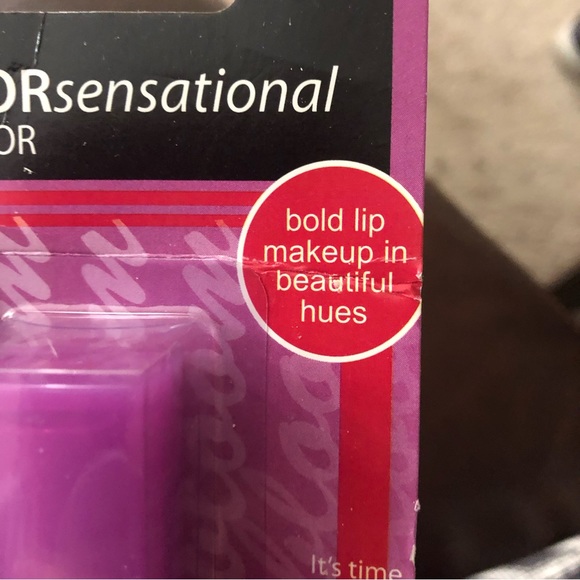 ORsensational
OR
bold lip
makeup in
beautiful
hues
It's time